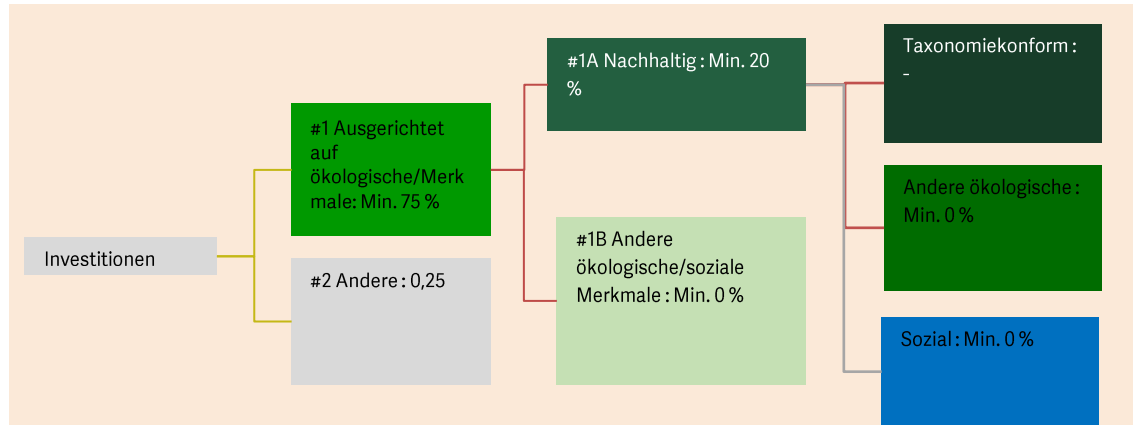 Investitionen
#1 Ausgerichtet
auf
ökologische/Merk
male: Min. 75 %
#2 Andere : 0,25
#1A Nachhaltig : Min. 20
%
#1B Andere
ökologische/soziale
Merkmale : Min. 0 %
Taxonomiekonform :
-
Andere ökologische :
Min. 0 %
Sozial : Min. 0 %